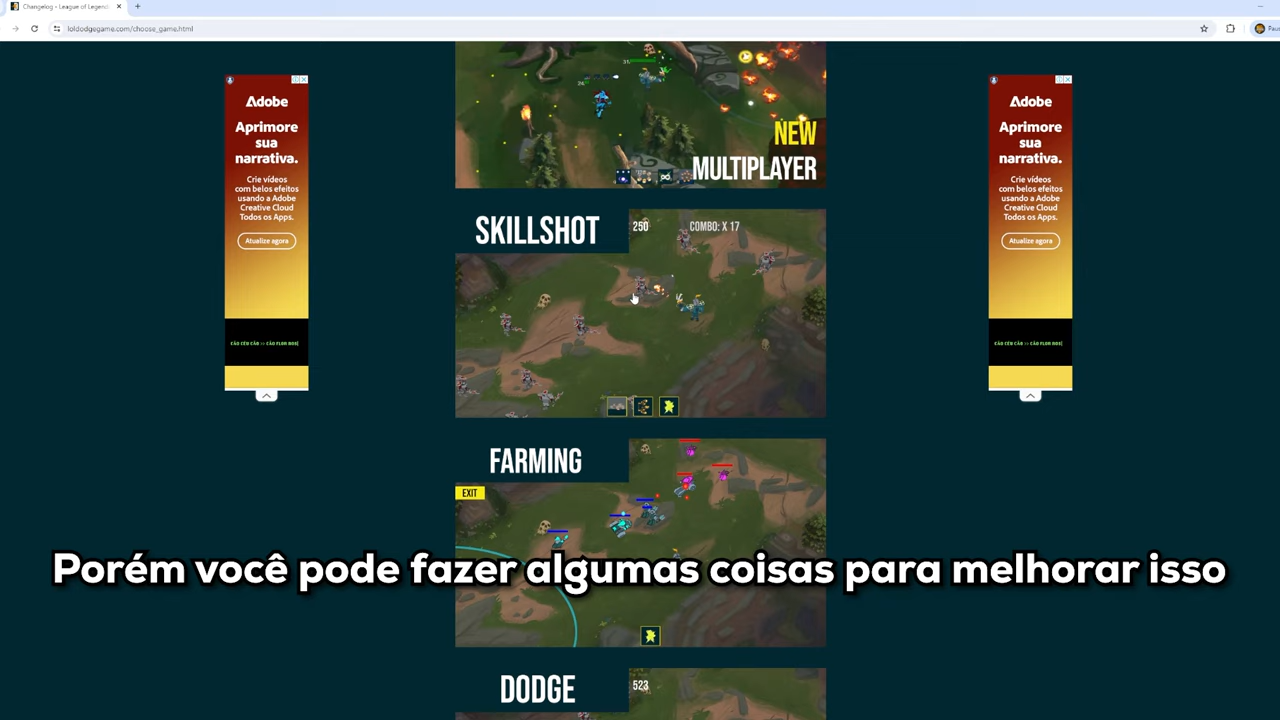 Changelog - League of Legend
loldodgegame.com/choose_game.html
Adobe
Aprimore
sua
narrativa.
Crie vídeos
com belos efeitos
usando a Adobe
Creative Cloud
Todos os Apps.
Atualize agora
NEW
MULTIPLAYER
SKILLSHOT
250
COMBO: X 17
FARMING
EXIT
DODGE
523
Adobe
Aprimore
sua
narrativa.
Crie vídeos
com belos efeitos
usando a Adobe
Creative Cloud
Todos os Apps.
Atualize agora
Porém você pode fazer algumas coisas para melhorar isso